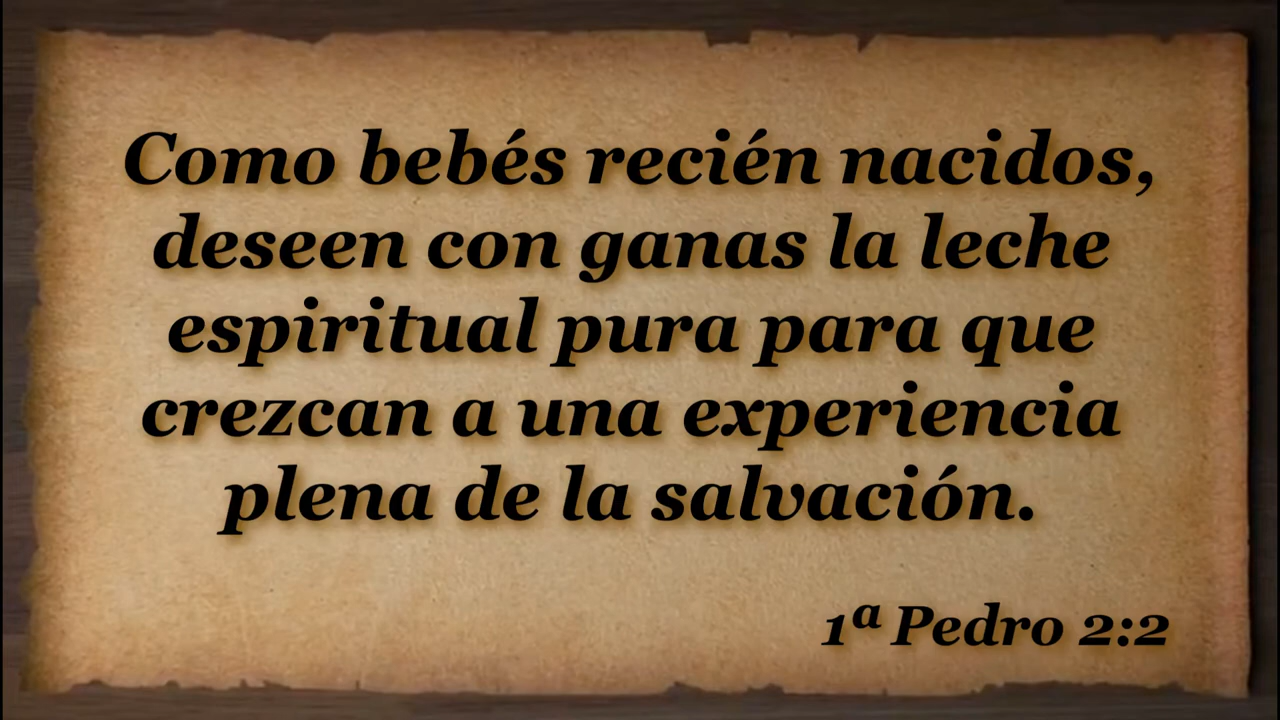 Como bebés recién nacidos,
deseen con ganas la leche
espiritual pura para que
crezcan a una experiencia
plena de la salvación.
1ª Pedro 2:2